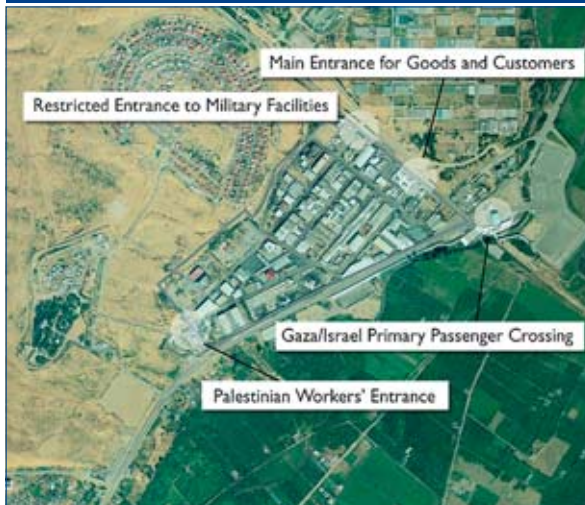 Main Entrance for Goods and Customers
Restricted Entrance to Military Facilities
Gaza/Israel Primary Passenger Crossing
Palestinian Workers' Entrance